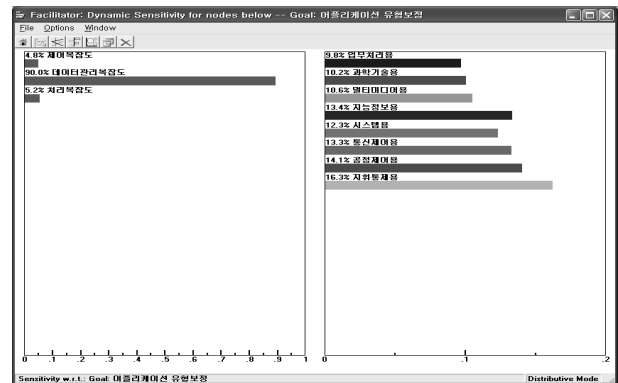 Facilitator: Dynamic Sensitivity for nodes below -- Goal: 어플리케이션 유형보정
File Options Window
4.8% 제어복잡도
90.0% 데이터관리복잡도
5.2% 처리복잡도
0 .1 .2 .3 .4 .5 .6 .7 .8 .9 1
9.8% 업무처리용
10.2% 과학기술용
10.6% 멀티미디어용
13.4% 지능정보용
12.3% 시스템용
13.3% 통신제어용
14.1% 공정제어용
16.3% 지휘통제용
0 .1 .2
Sensitivity w.r.t.: Goal: 어플리케이션 유형보정
Distributive Mode